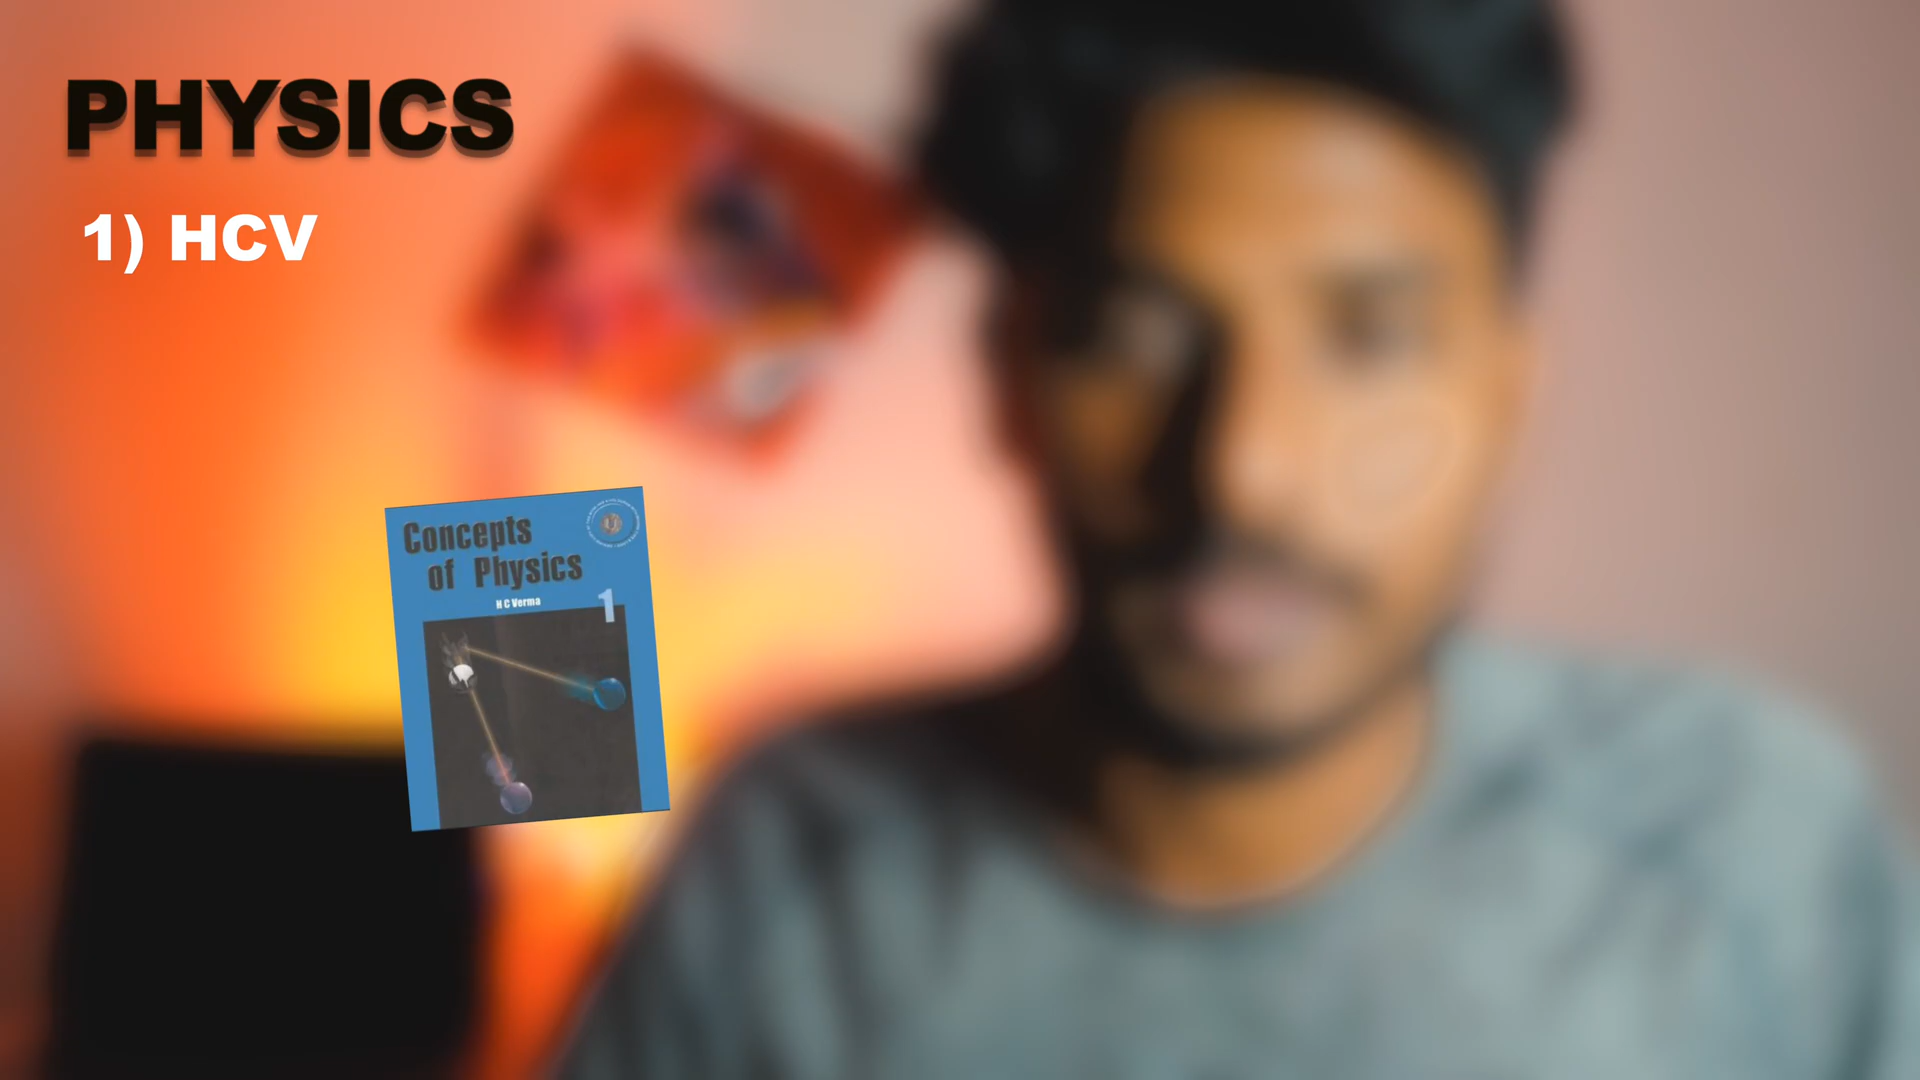 PHYSICS
1) HCV
Concepts
of Physics
H C Verma
1